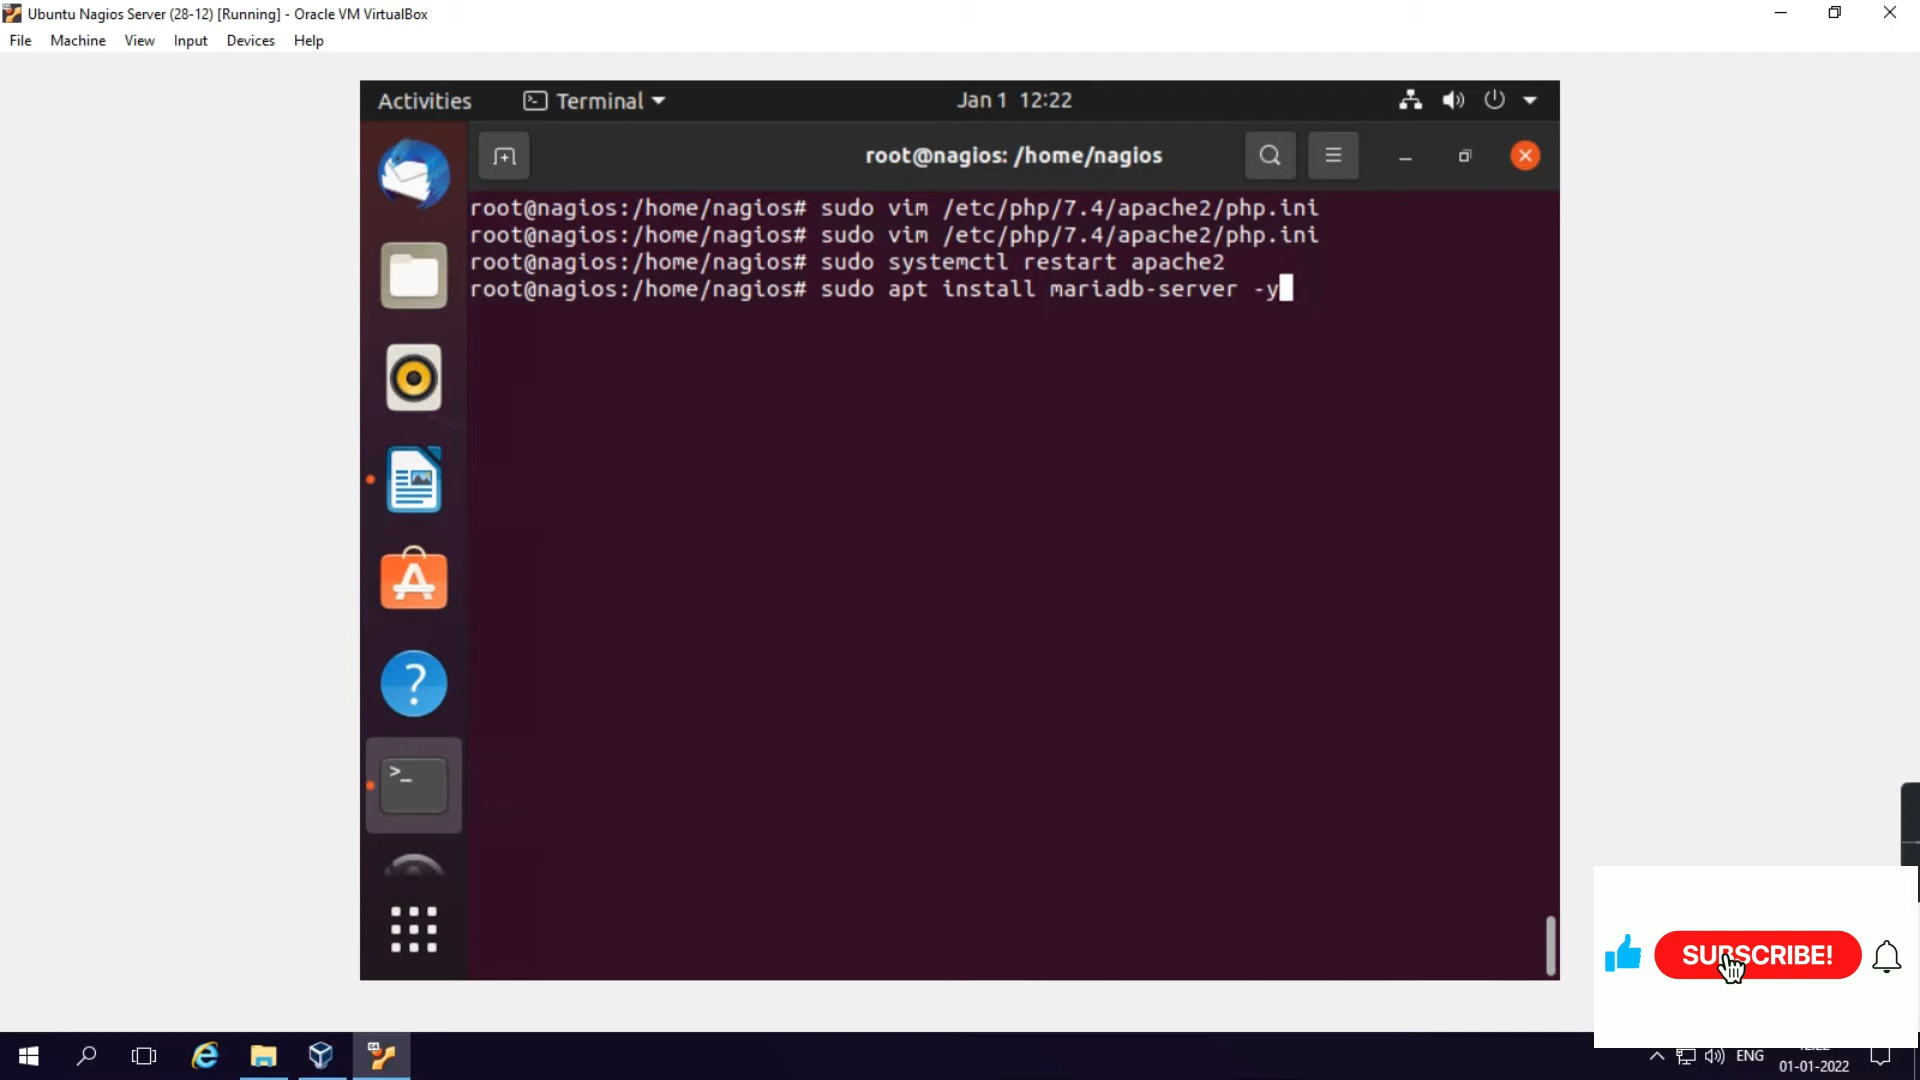 Ubuntu Nagios Server (28-12) [Running] - Oracle VM VirtualBox
File Machine View Input Devices Help
Activities Terminal Jan 1 12:22
root@nagios: /home/nagios
root@nagios:/home/nagios# sudo vim /etc/php/7.4/apache2/php.ini
root@nagios:/home/nagios# sudo vim /etc/php/7.4/apache2/php.ini
root@nagios:/home/nagios# sudo systemctl restart apache2
root@nagios:/home/nagios# sudo apt install mariadb-server -y
SUBSCRIBE!
ENG
01-01-2022